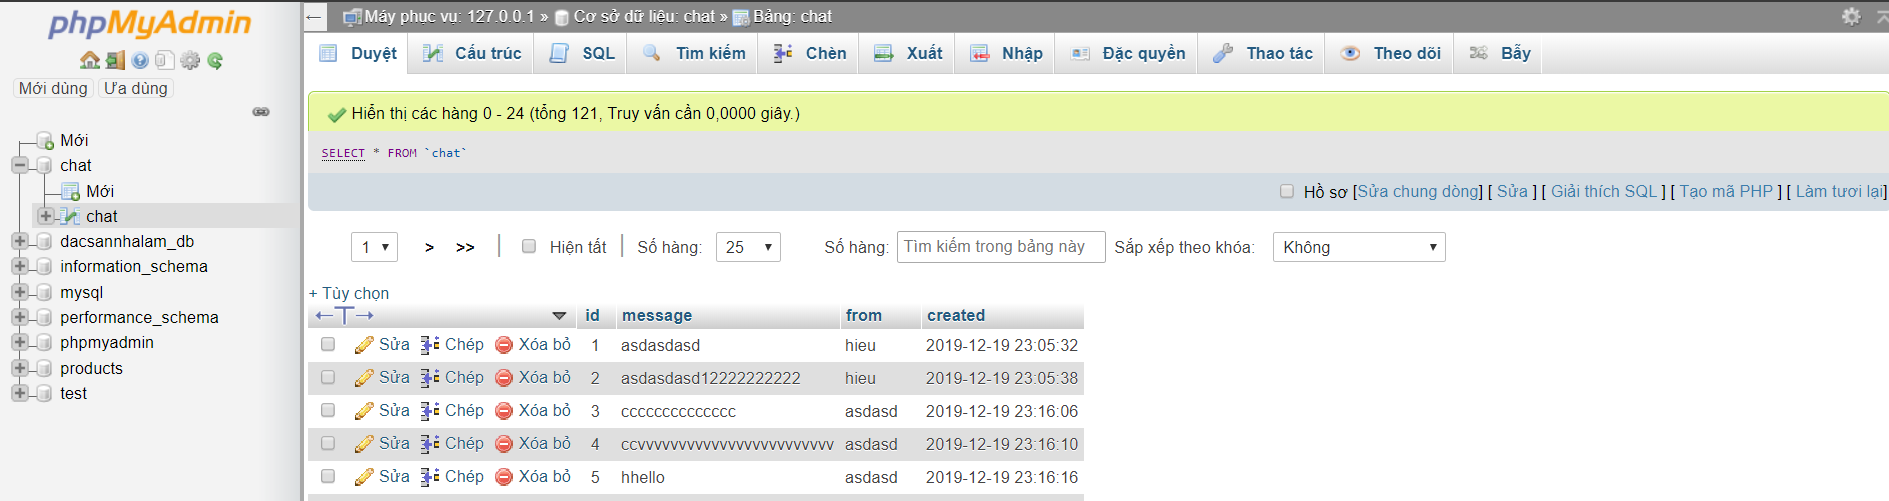 phpMyAdmin
Mới dùng Ưa dùng
Mới
chat
Mới
chat
dacsannhalam_db
information_schema
mysql
performance_schema
phpmyadmin
products
test
← Máy phục vụ: 127.0.0.1 » Cơ sở dữ liệu: chat » Bảng: chat
Duyệt Cấu trúc SQL Tìm kiếm Chèn Xuất Nhập Đặc quyền Thao tác Theo dõi Bẫy
Hiển thị các hàng 0 - 24 (tổng 121, Truy vấn cần 0,0000 giây.)
SELECT * FROM `chat`
Hồ sơ [Sửa chung dòng] [ Sửa ] [ Giải thích SQL ] [ Tạo mã PHP ] [ Làm tươi lại]
1 > >> | Hiện tất | Số hàng: 25 Số hàng: Tìm kiếm trong bảng này Sắp xếp theo khóa: Không
+ Tùy chọn
←T→ id message from created
Sửa Chép Xóa bỏ 1 asdasdasd hieu 2019-12-19 23:05:32
Sửa Chép Xóa bỏ 2 asdasdasd12222222222 hieu 2019-12-19 23:05:38
Sửa Chép Xóa bỏ 3 cccccccccccccc asdasd 2019-12-19 23:16:06
Sửa Chép Xóa bỏ 4 ccvvvvvvvvvvvvvvvvvvvvvvvv asdasd 2019-12-19 23:16:10
Sửa Chép Xóa bỏ 5 hhello asdasd 2019-12-19 23:16:16